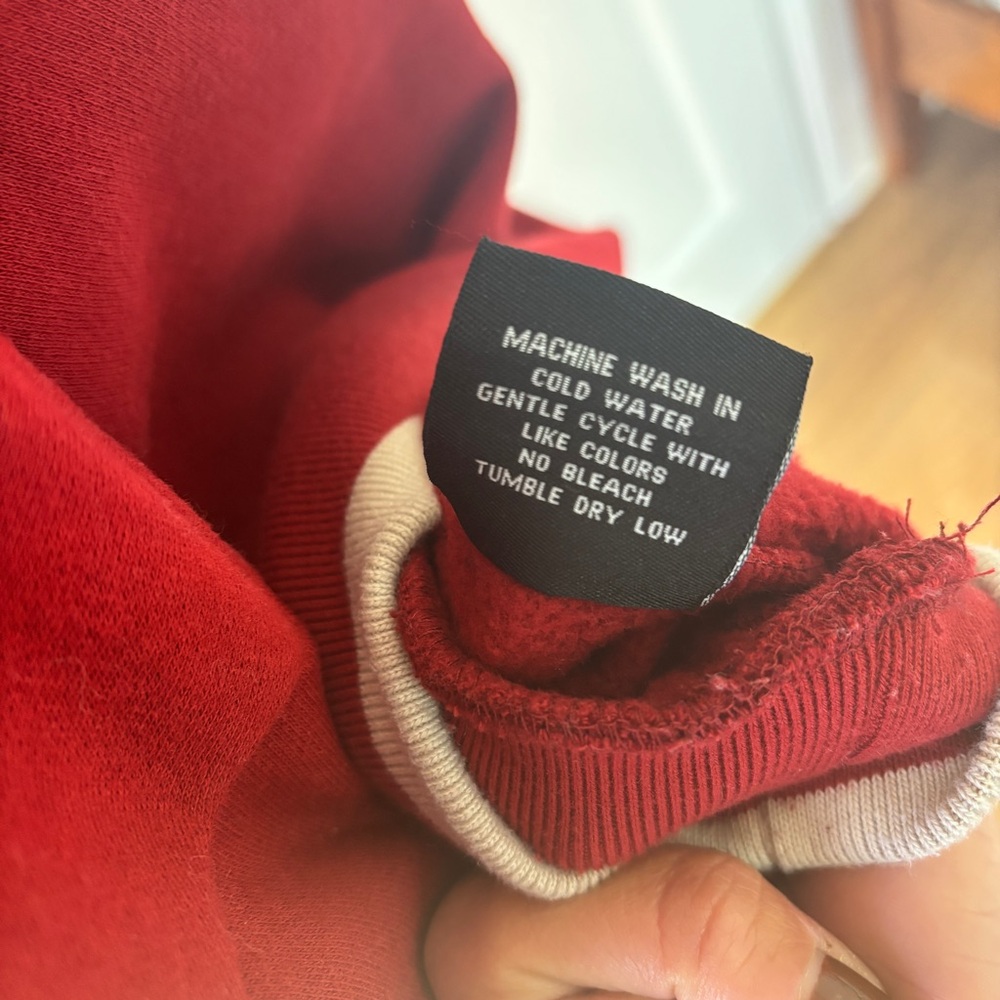 MACHINE WASH IN
COLD WATER
GENTLE CYCLE WITH
LIKE COLORS
NO BLEACH
TUMBLE DRY LOW